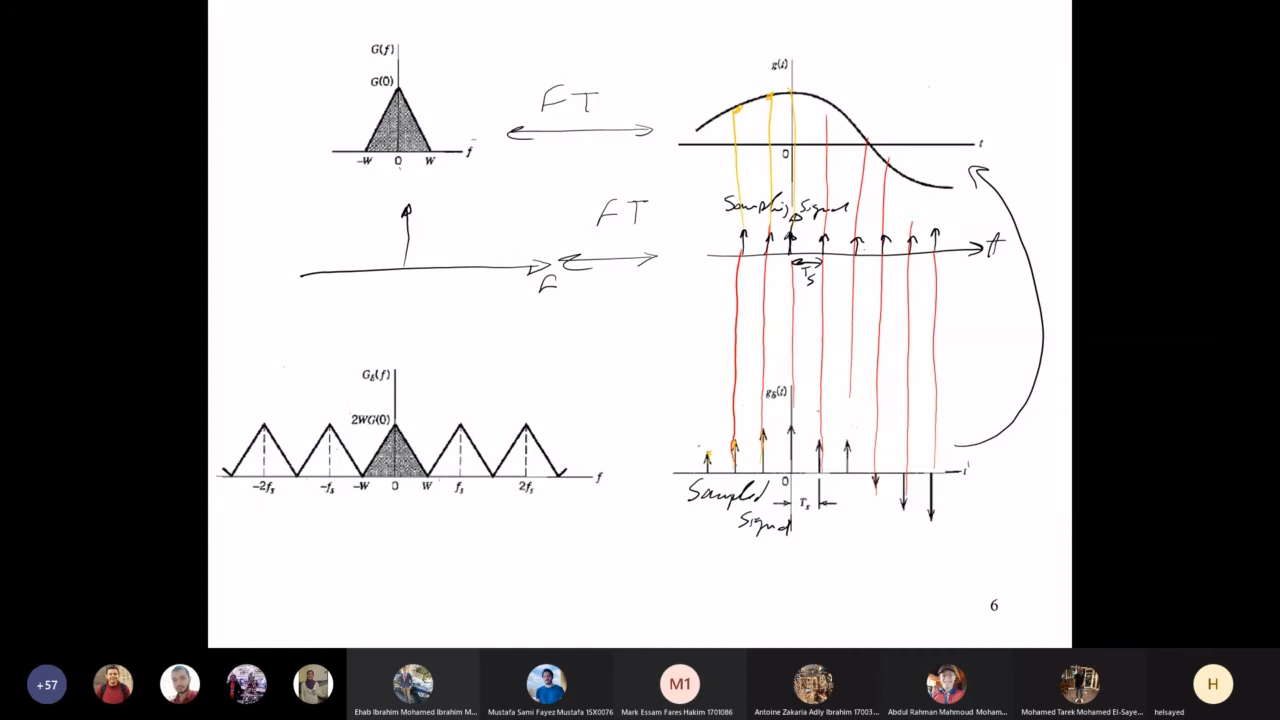 G(f)
G(0)
-W 0 W f
FT
g(t)
0 t
FT
Sampling Signal
Ts
Gδ(f)
2WG(0)
-2fs -fs -W 0 W fs 2fs f
gδ(t)
0 Ts t
Sampled
Signal
6
+57
Ehab Ibrahim Mohamed Ibrahim M...
Mustafa Sami Fayez Mustafa 15X0076
M1
Mark Essam Fares Hakim 1701086
Antoine Zakaria Adly Ibrahim 17003...
Abdul Rahman Mahmoud Moham...
Mohamed Tarek Mohamed El-Saye...
H
helsayed